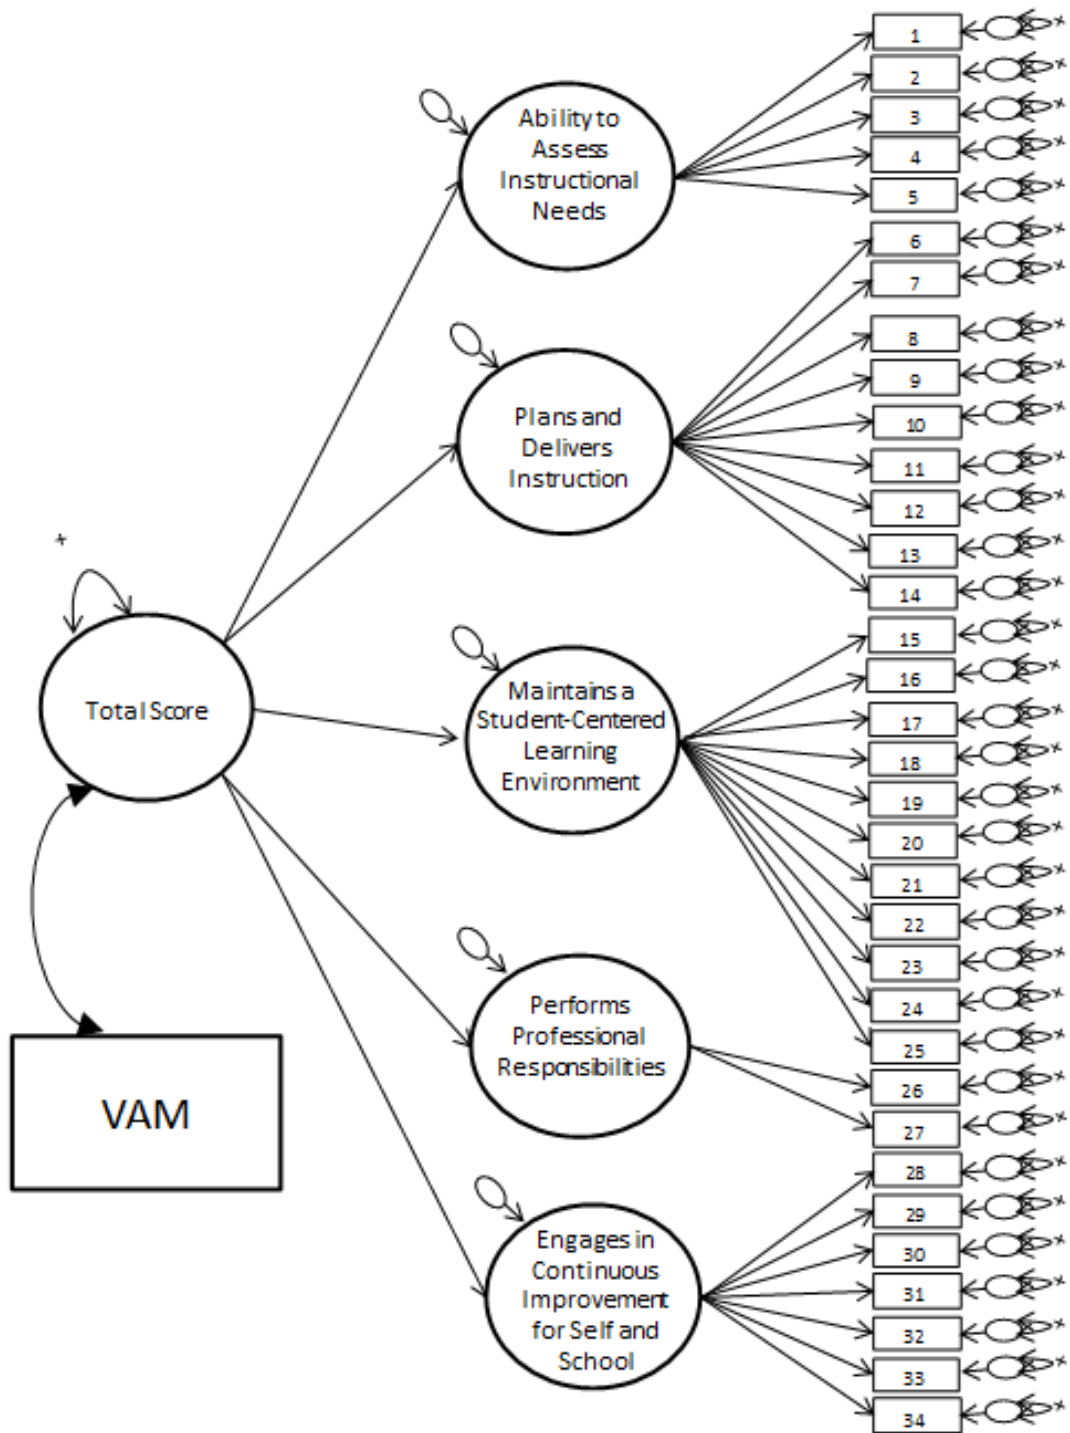 Ability to
Assess
Instructional
Needs
Plans and
Delivers
Instruction
Total Score
Maintains a
Student-Centered
Learning
Environment
Performs
Professional
Responsibilities
VAM
Engages in
Continuous
Improvement
for Self and
School
1
2
3
4
5
6
7
8
9
10
11
12
13
14
15
16
17
18
19
20
21
22
23
24
25
26
27
28
29
30
31
32
33
34